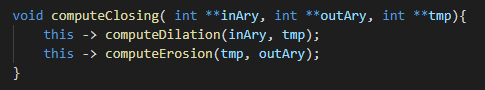 void computeClosing( int **inAry, int **outAry, int **tmp){
    this -> computeDilation(inAry, tmp);
    this -> computeErosion(tmp, outAry);
}